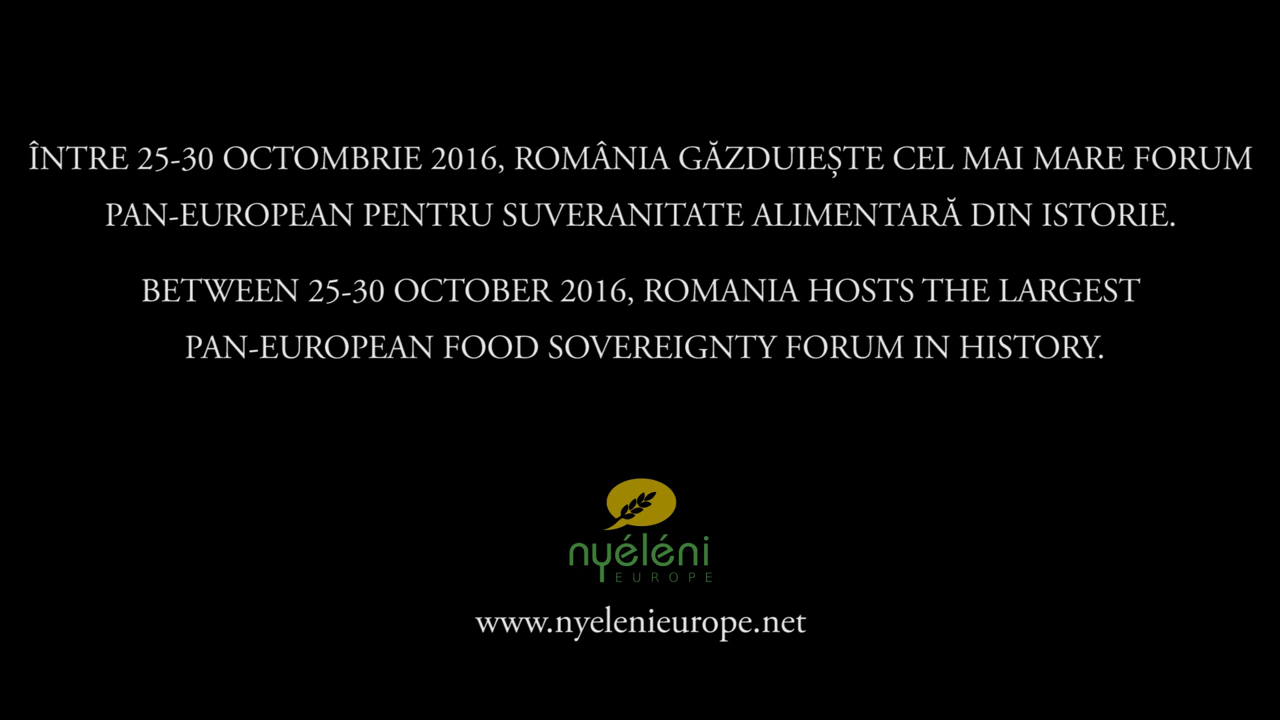 ÎNTRE 25-30 OCTOMBRIE 2016, ROMÂNIA GĂZDUIEȘTE CEL MAI MARE FORUM
PAN-EUROPEAN PENTRU SUVERANITATE ALIMENTARĂ DIN ISTORIE.
BETWEEN 25-30 OCTOBER 2016, ROMANIA HOSTS THE LARGEST
PAN-EUROPEAN FOOD SOVEREIGNTY FORUM IN HISTORY.
nyéléni
EUROPE
www.nyelenieurope.net